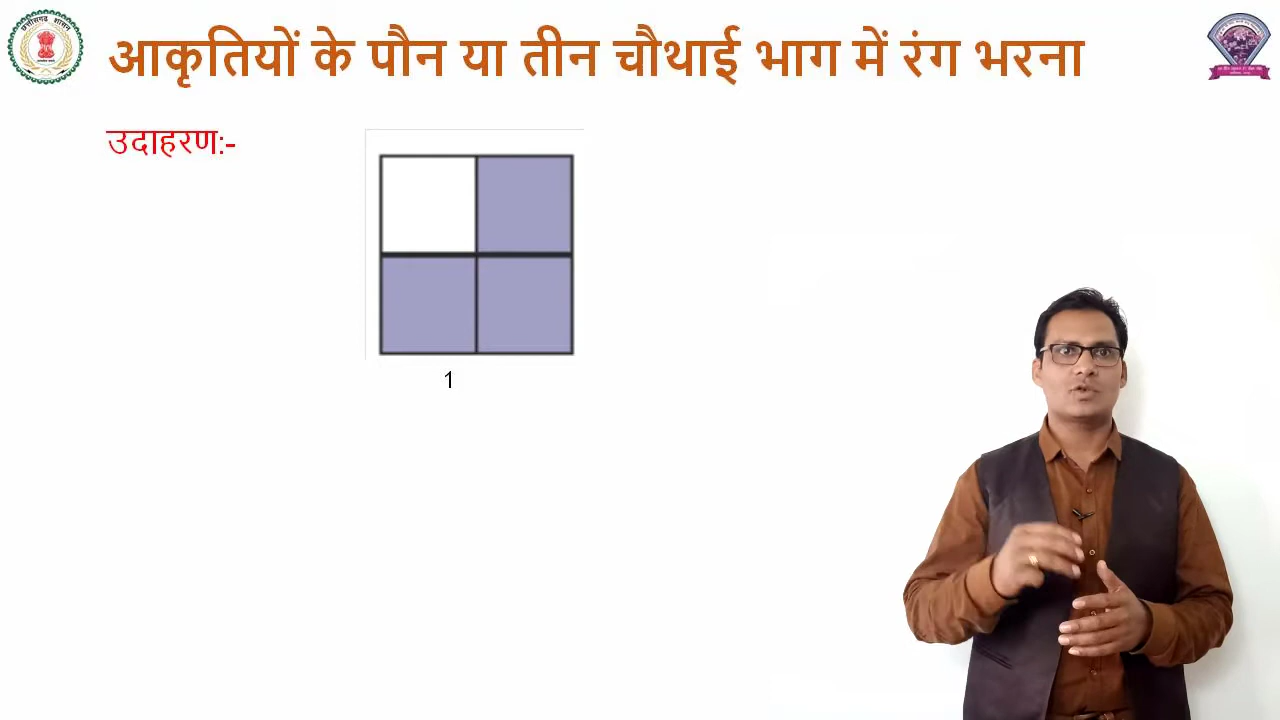 आकृतियों के पौन या तीन चौथाई भाग में रंग भरना
उदाहरण:-
1